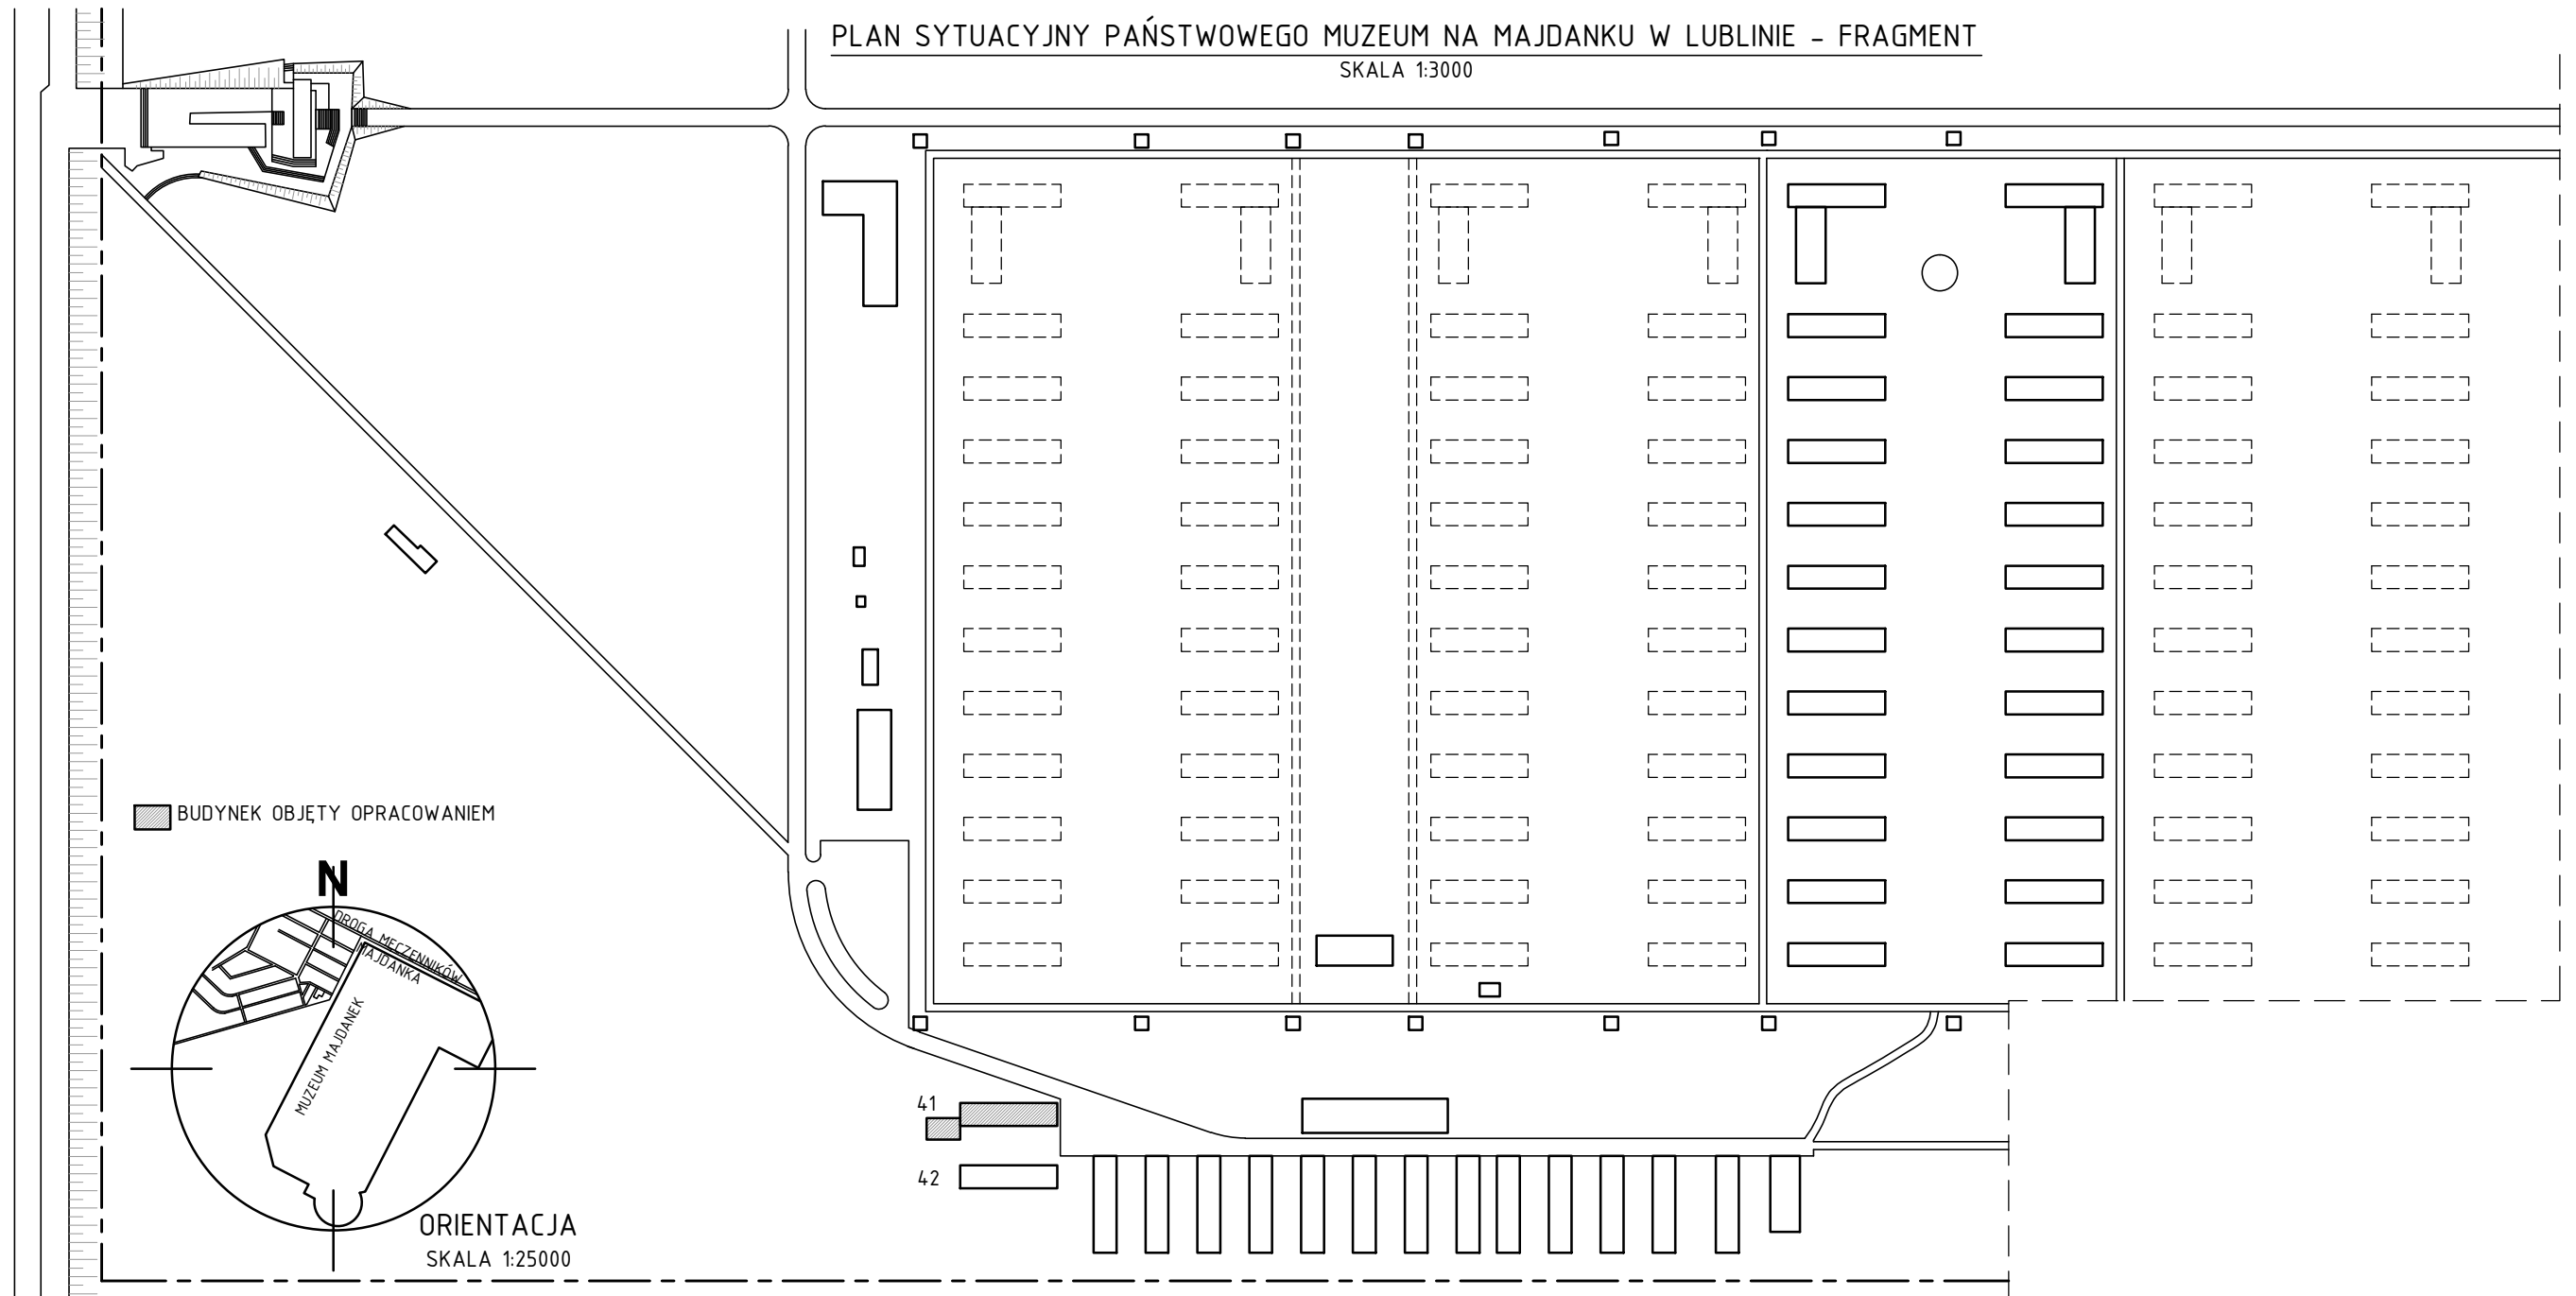 PLAN SYTUACYJNY PAŃSTWOWEGO MUZEUM NA MAJDANKU W LUBLINIE - FRAGMENT
SKALA 1:3000
BUDYNEK OBJĘTY OPRACOWANIEM
N
DROGA MĘCZENNIKÓW
MAJDANKA
MUZEUM MAJDANEK
ORIENTACJA
SKALA 1:25000
41
42